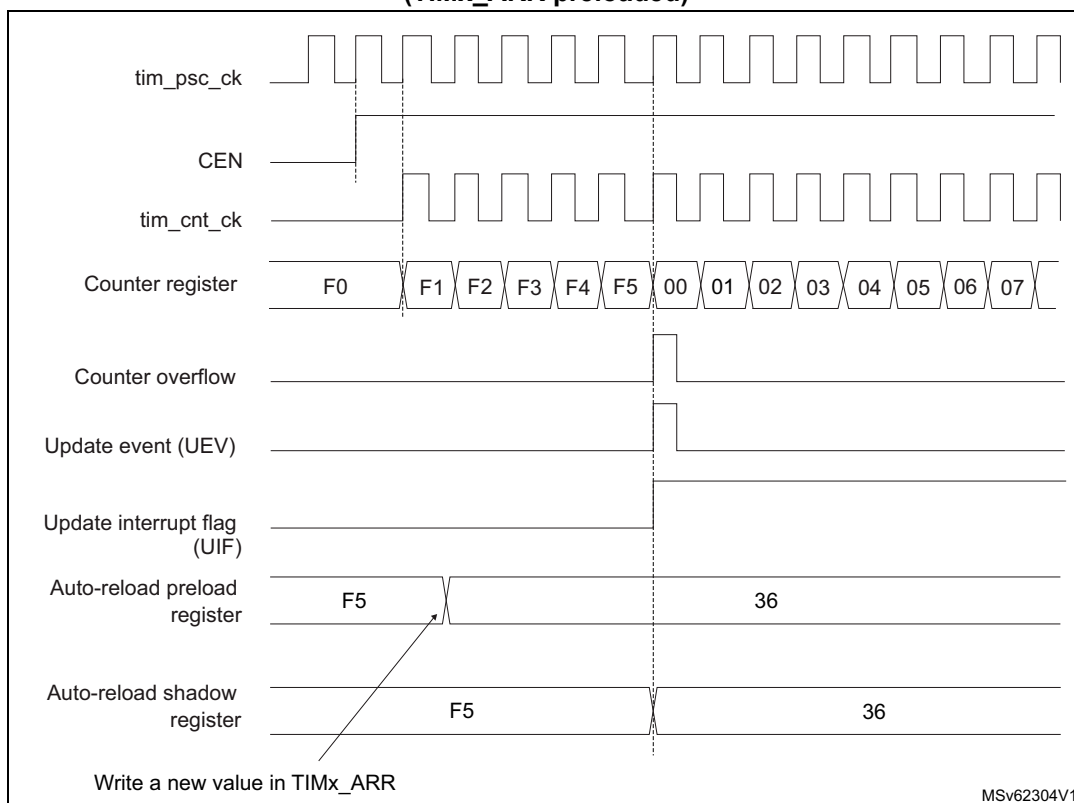 (TIMx_ARR preloaded)
tim_psc_ck
CEN
tim_cnt_ck
Counter register
F0 F1 F2 F3 F4 F5 00 01 02 03 04 05 06 07
Counter overflow
Update event (UEV)
Update interrupt flag
(UIF)
Auto-reload preload
register
F5 36
Auto-reload shadow
register
F5 36
Write a new value in TIMx_ARR
MSv62304V1